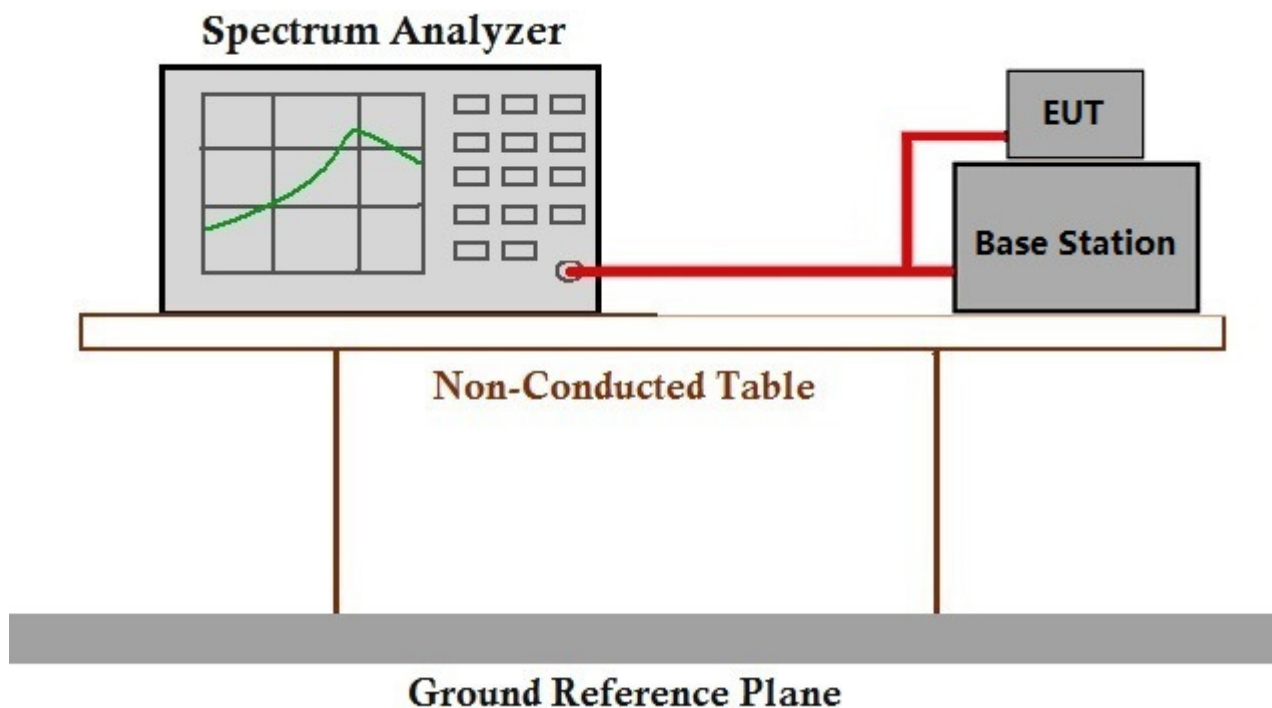 Spectrum Analyzer
EUT
Base Station
Non-Conducted Table
Ground Reference Plane